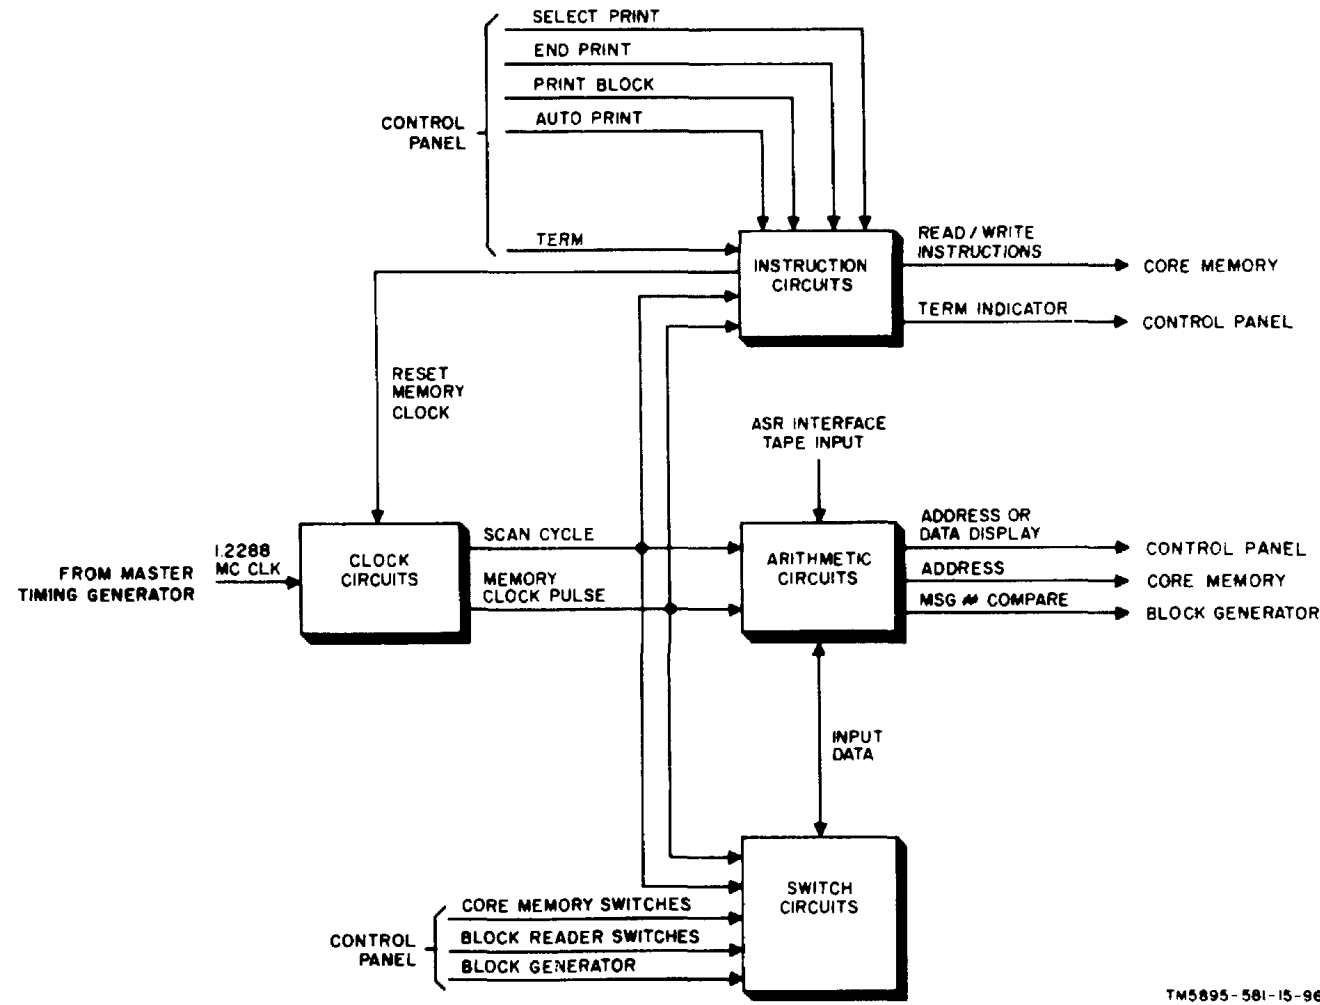 SELECT PRINT
END PRINT
PRINT BLOCK
AUTO PRINT
CONTROL
PANEL
TERM
INSTRUCTION
CIRCUITS
READ/WRITE
INSTRUCTIONS
CORE MEMORY
TERM INDICATOR
CONTROL PANEL
RESET
MEMORY
CLOCK
ASR INTERFACE
TAPE INPUT
FROM MASTER
TIMING GENERATOR
1.2288
MC CLK
CLOCK
CIRCUITS
SCAN CYCLE
MEMORY
CLOCK PULSE
ARITHMETIC
CIRCUITS
ADDRESS OR
DATA DISPLAY
CONTROL PANEL
ADDRESS
CORE MEMORY
MSG # COMPARE
BLOCK GENERATOR
INPUT
DATA
SWITCH
CIRCUITS
CONTROL
PANEL
CORE MEMORY SWITCHES
BLOCK READER SWITCHES
BLOCK GENERATOR
TM5895-581-15-96